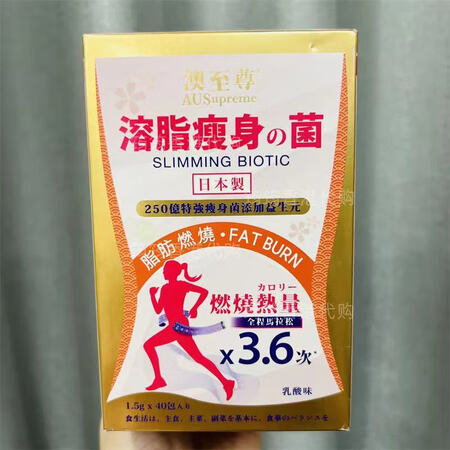 澳至尊
AUSupreme
溶脂瘦身の菌
SLIMMING BIOTIC
日本製
250億特強瘦身菌添加益生元
脂肪燃燒・FAT BURN
カロリー
燃燒熱量
全程馬拉松
x3.6次*
乳酸味
1.5g x 40包入り
食生活は、主食、主菜、副菜を基本に、食事のバランスを